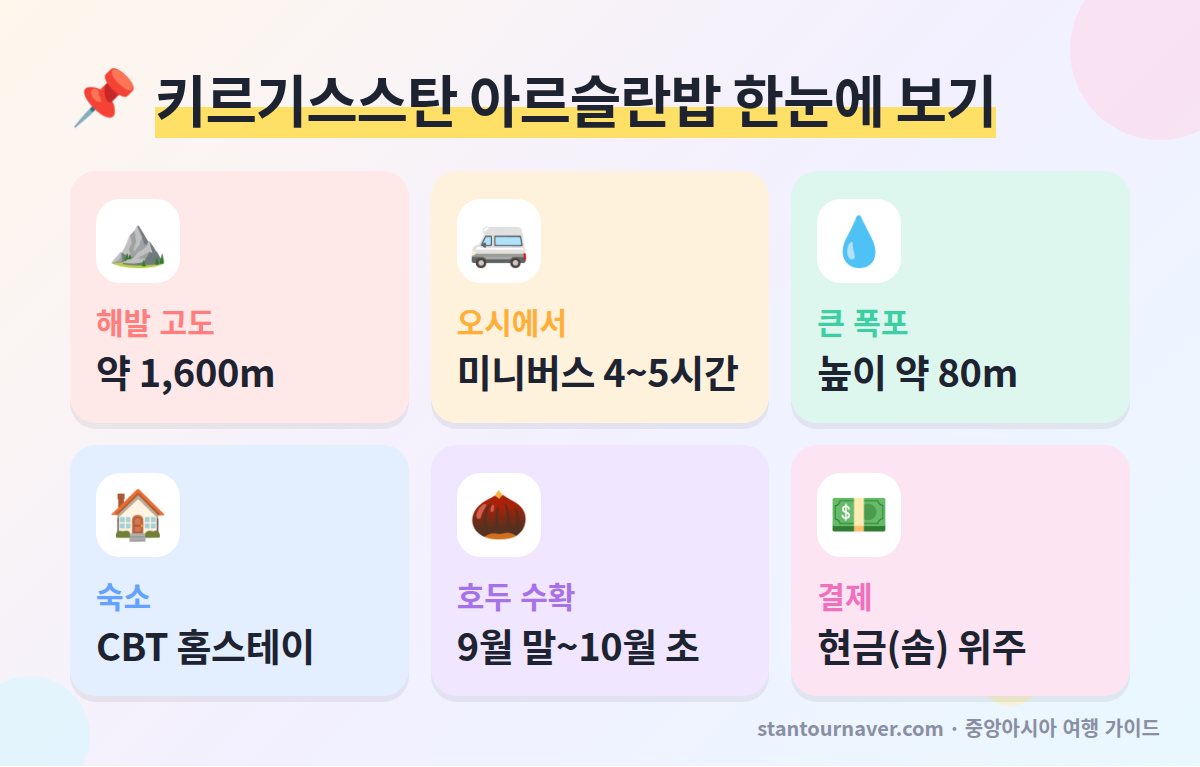 키르기스스탄 아르슬란밥 한눈에 보기
해발 고도
약 1,600m
오시에서
미니버스 4~5시간
큰 폭포
높이 약 80m
숙소
CBT 홈스테이
호두 수확
9월 말~10월 초
결제
현금(솜) 위주
stantournaver.com · 중앙아시아 여행 가이드